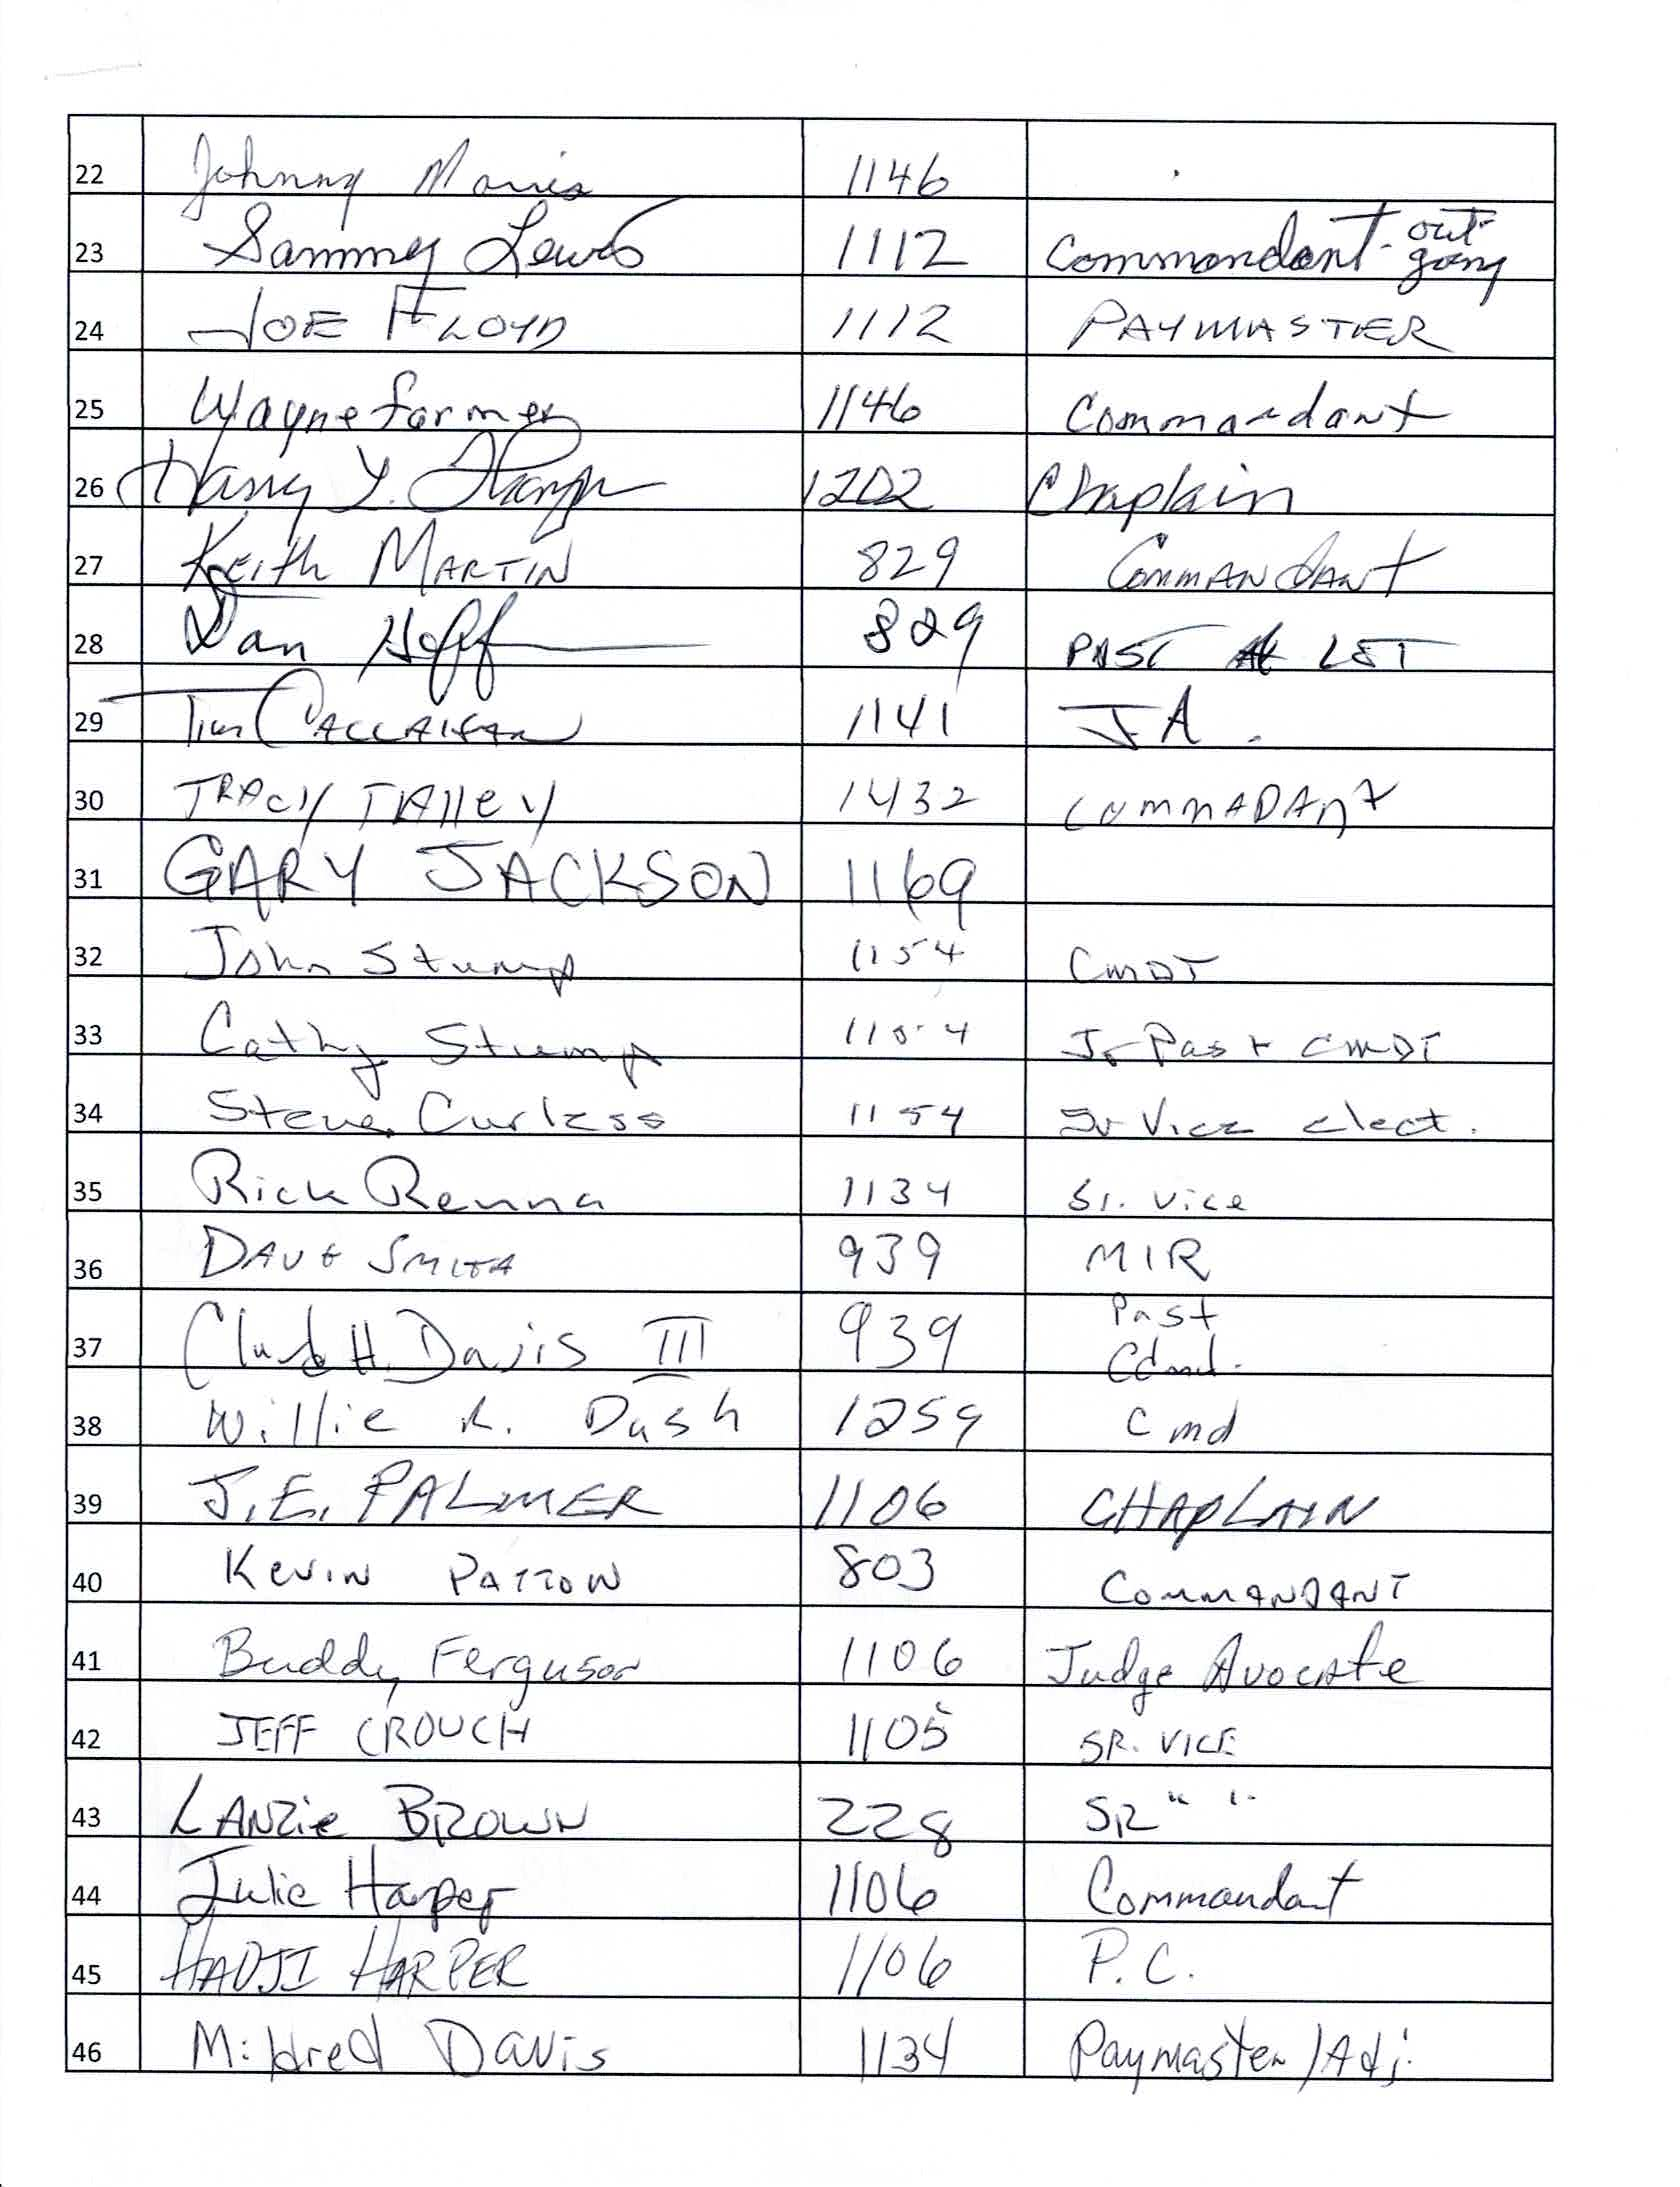 22 Johnny Morris 1146
23 Sammy Lewis 1112 Commandant - out-going
24 JOE FLOYD 1112 PAYMASTER
25 Wayne Farmer 1146 Commandant
26 Harry Y. 1202 Chaplain
27 KEITH MARTIN 829 COMMANDANT
28 Dan Hoff 829 PAST LST
29 Tim CALLAHAN 1141 JA.
30 TRACY TAlleY 1432 COMMADANT
31 GARY JACKSON 1169
32 John Stump 1154 CMDT
33 Cathy Stump 1154 Jr Past CMDT
34 Steve Curless 1154 Sr Vice elect.
35 Rick Renna 1134 Sr. Vice
36 DAVE SMITH 939 MIR
37 H. Davis III 939 Past
38 Willie R. Dash 1259 Cmd
39 J.E. PALMER 1106 CHAPLAIN
40 KEVIN PATTON 803 COMMANDANT
41 Buddy Ferguson 1106 Judge Avocate
42 JEFF CROUCH 1105 SR. VICE
43 LANZie BROWN 228 SR " "
44 Julie Harper 1106 Commandant
45 HADJI HARPER 1106 P.C.
46 Mildred Davis 1134 Paymaster/Adj.